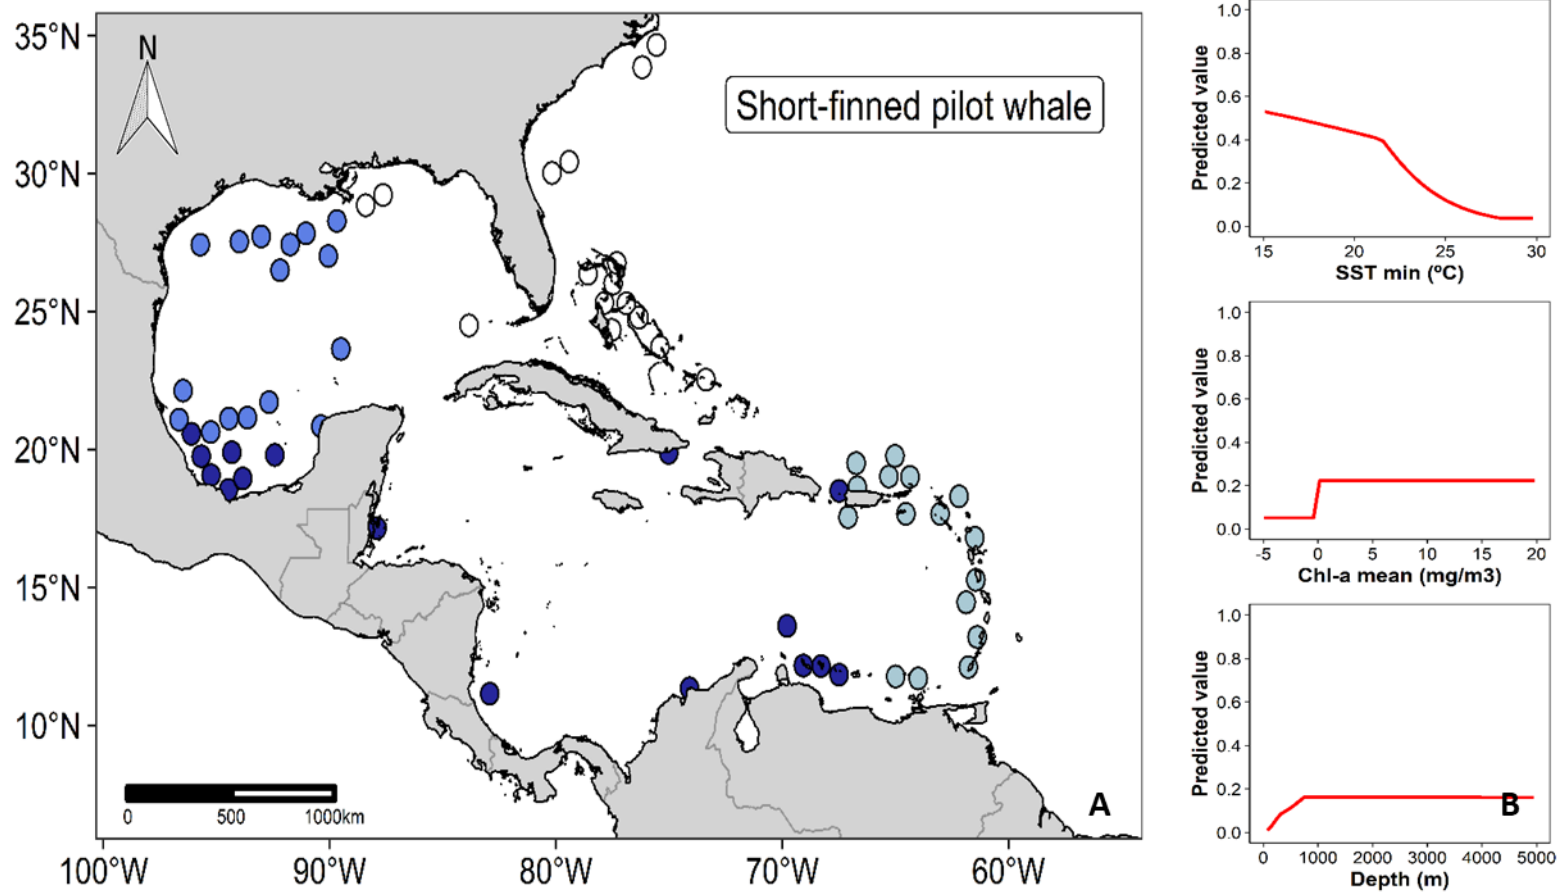 35°N
30°N
25°N
20°N
15°N
10°N
N
Short-finned pilot whale
0 500 1000km
A
100°W 90°W 80°W 70°W 60°W
Predicted value
1.0
0.8
0.6
0.4
0.2
0.0
15 20 25 30
SST min (ºC)
Predicted value
1.0
0.8
0.6
0.4
0.2
0.0
-5 0 5 10 15 20
Chl-a mean (mg/m3)
Predicted value
1.0
0.8
0.6
0.4
0.2
0.0
B
0 1000 2000 3000 4000 5000
Depth (m)